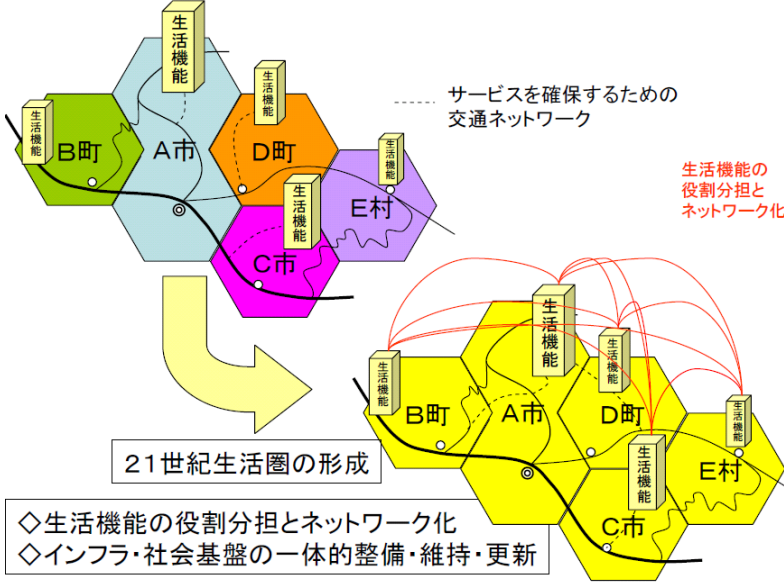 生活機能
生活機能
生活機能
B町
A市
D町
生活機能
E村
生活機能
C市
サービスを確保するための
交通ネットワーク
生活機能の
役割分担と
ネットワーク化
生活機能
生活機能
生活機能
B町
A市
D町
生活機能
E村
生活機能
C市
21世紀生活圏の形成
◇生活機能の役割分担とネットワーク化
◇インフラ・社会基盤の一体的整備・維持・更新